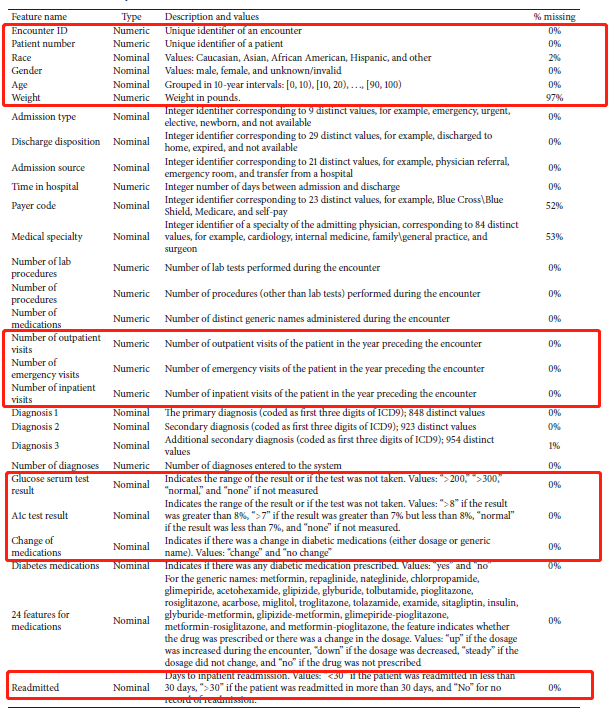 Feature name Type Description and values % missing
Encounter ID Numeric Unique identifier of an encounter 0%
Patient number Numeric Unique identifier of a patient 0%
Race Nominal Values: Caucasian, Asian, African American, Hispanic, and other 2%
Gender Nominal Values: male, female, and unknown/invalid 0%
Age Nominal Grouped in 10-year intervals: [0, 10), [10, 20), …, [90, 100) 0%
Weight Numeric Weight in pounds. 97%
Admission type Nominal Integer identifier corresponding to 9 distinct values, for example, emergency, urgent, 0%
elective, newborn, and not available
Discharge disposition Nominal Integer identifier corresponding to 29 distinct values, for example, discharged to 0%
home, expired, and not available
Admission source Nominal Integer identifier corresponding to 21 distinct values, for example, physician referral, 0%
emergency room, and transfer from a hospital
Time in hospital Numeric Integer number of days between admission and discharge 0%
Payer code Nominal Integer identifier corresponding to 23 distinct values, for example, Blue Cross\Blue 52%
Shield, Medicare, and self-pay
Medical specialty Nominal Integer identifier of a specialty of the admitting physician, corresponding to 84 distinct 53%
values, for example, cardiology, internal medicine, family\general practice, and
surgeon
Number of lab
procedures Numeric Number of lab tests performed during the encounter 0%
Number of
procedures Numeric Number of procedures (other than lab tests) performed during the encounter 0%
Number of
medications Numeric Number of distinct generic names administered during the encounter 0%
Number of outpatient
visits Numeric Number of outpatient visits of the patient in the year preceding the encounter 0%
Number of
emergency visits Numeric Number of emergency visits of the patient in the year preceding the encounter 0%
Number of inpatient
visits Numeric Number of inpatient visits of the patient in the year preceding the encounter 0%
Diagnosis 1 Nominal The primary diagnosis (coded as first three digits of ICD9); 848 distinct values 0%
Diagnosis 2 Nominal Secondary diagnosis (coded as first three digits of ICD9); 923 distinct values 0%
Diagnosis 3 Nominal Additional secondary diagnosis (coded as first three digits of ICD9); 954 distinct 1%
values
Number of diagnoses Numeric Number of diagnoses entered to the system 0%
Glucose serum test
result Nominal Indicates the range of the result or if the test was not taken. Values: “>200,” “>300,” 0%
“normal,” and “none” if not measured
A1c test result Nominal Indicates the range of the result or if the test was not taken. Values: “>8” if the result 0%
was greater than 8%, “>7” if the result was greater than 7% but less than 8%, “normal”
if the result was less than 7%, and “none” if not measured.
Change of
medications Nominal Indicates if there was a change in diabetic medications (either dosage or generic 0%
name). Values: “change” and “no change”
Diabetes medications Nominal Indicates if there was any diabetic medication prescribed. Values: “yes” and “no” 0%
24 features for
medications Nominal For the generic names: metformin, repaglinide, nateglinide, chlorpropamide, 0%
glimepiride, acetohexamide, glipizide, glyburide, tolbutamide, pioglitazone,
rosiglitazone, acarbose, miglitol, troglitazone, tolazamide, examide, sitagliptin, insulin,
glyburide-metformin, glipizide-metformin, glimepiride-pioglitazone,
metformin-rosiglitazone, and metformin-pioglitazone, the feature indicates whether
the drug was prescribed or there was a change in the dosage. Values: “up” if the dosage
was increased during the encounter, “down” if the dosage was decreased, “steady” if the
dosage did not change, and “no” if the drug was not prescribed
Readmitted Nominal Days to inpatient readmission. Values: “<30” if the patient was readmitted in less than 0%
30 days, “>30” if the patient was readmitted in more than 30 days, and “No” for no
record of readmission.